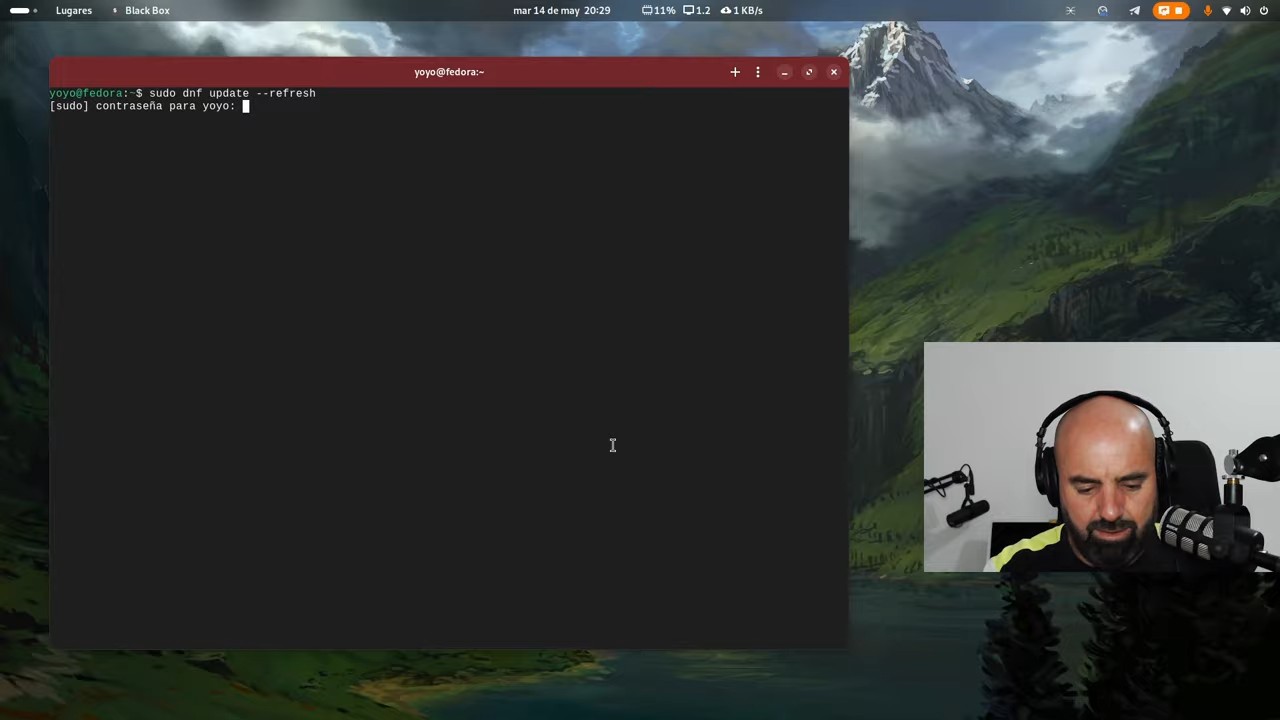 Lugares
Black Box
mar 14 de may 20:29
11%
1.2
1 KB/s
yoyo@fedora:~
yoyo@fedora:~$ sudo dnf update --refresh
[sudo] contraseña para yoyo: